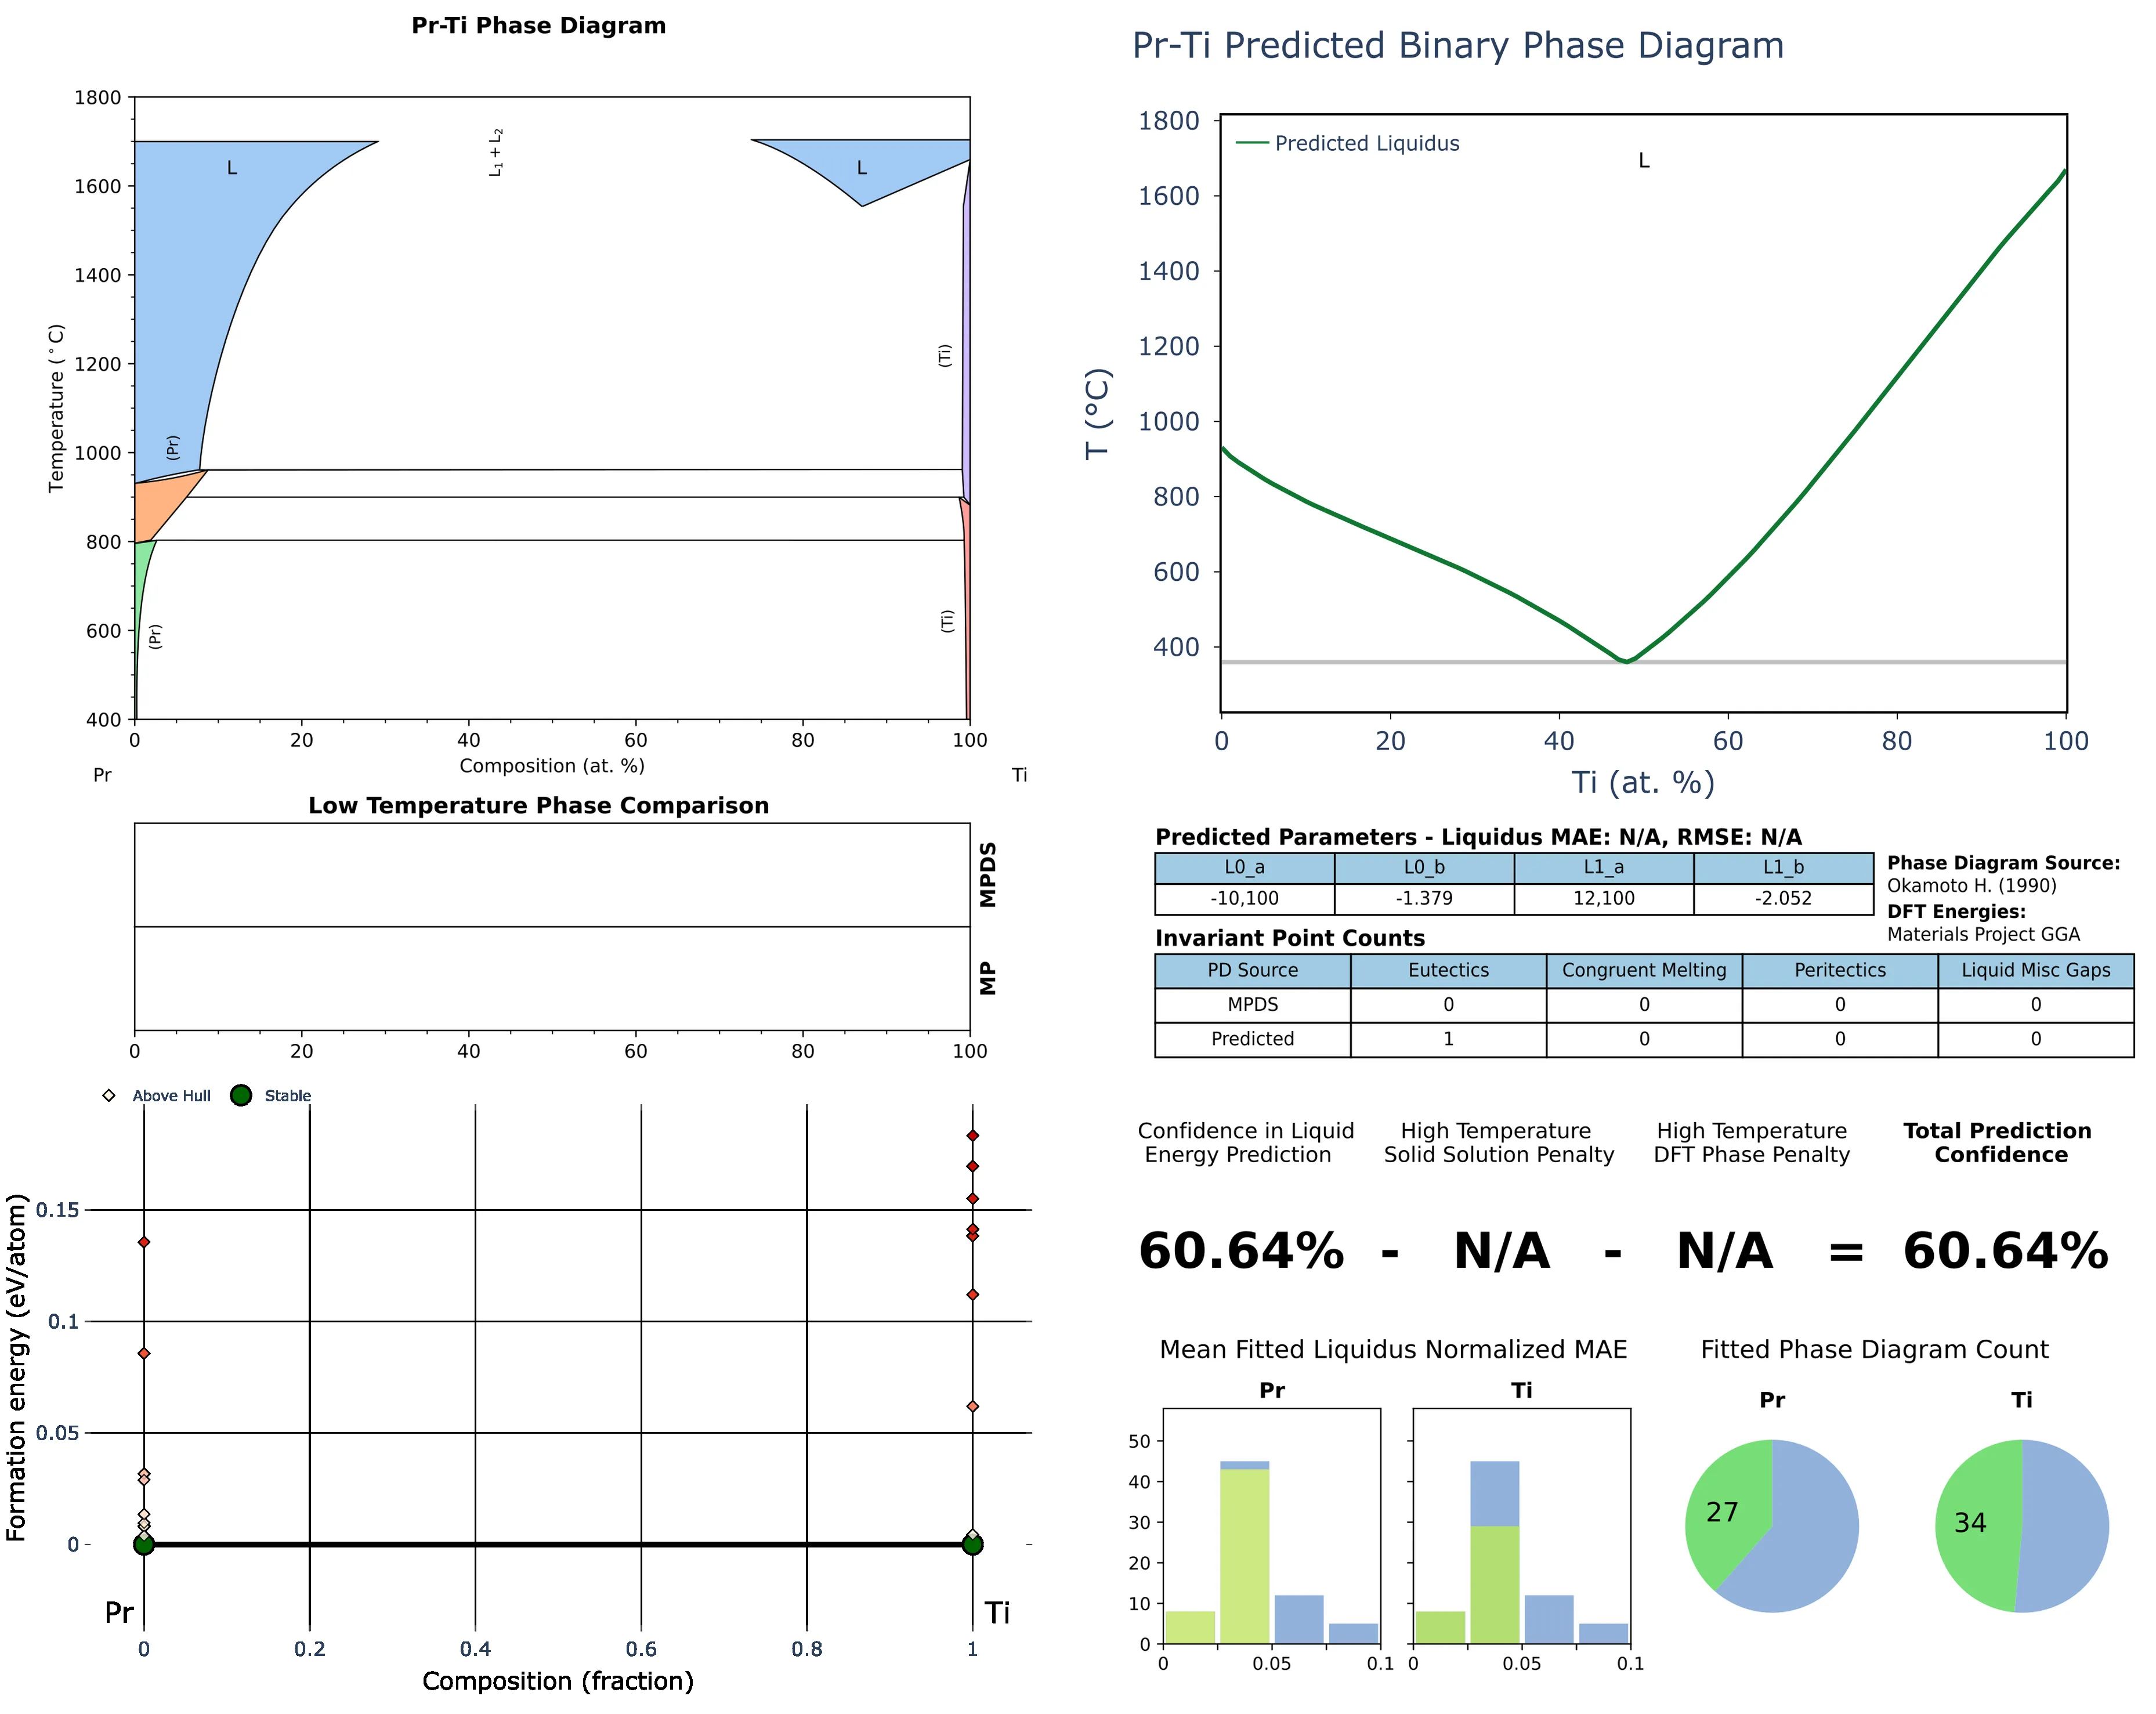 Pr-Ti Phase Diagram
1800
1600
1400
1200
1000
800
600
400
Temperature (°C)
L
L₁ + L₂
L
(Pr)
(Ti)
(Pr)
(Ti)
0 20 40 60 80 100
Composition (at. %)
Pr Ti
Low Temperature Phase Comparison
MPDS
MP
0 20 40 60 80 100
Above Hull Stable
Formation energy (eV/atom)
0.15
0.1
0.05
0
Pr Ti
0 0.2 0.4 0.6 0.8 1
Composition (fraction)
Pr-Ti Predicted Binary Phase Diagram
1800
1600
1400
1200
1000
800
600
400
T (°C)
Predicted Liquidus
L
0 20 40 60 80 100
Ti (at. %)
Predicted Parameters - Liquidus MAE: N/A, RMSE: N/A
L0_a L0_b L1_a L1_b
-10,100 -1.379 12,100 -2.052
Phase Diagram Source:
Okamoto H. (1990)
DFT Energies:
Materials Project GGA
Invariant Point Counts
PD Source Eutectics Congruent Melting Peritectics Liquid Misc Gaps
MPDS 0 0 0 0
Predicted 1 0 0 0
Confidence in Liquid
Energy Prediction
High Temperature
Solid Solution Penalty
High Temperature
DFT Phase Penalty
Total Prediction
Confidence
60.64% - N/A - N/A = 60.64%
Mean Fitted Liquidus Normalized MAE
Pr Ti
50
40
30
20
10
0
0 0.05 0.1 0 0.05 0.1
Fitted Phase Diagram Count
Pr Ti
27 34